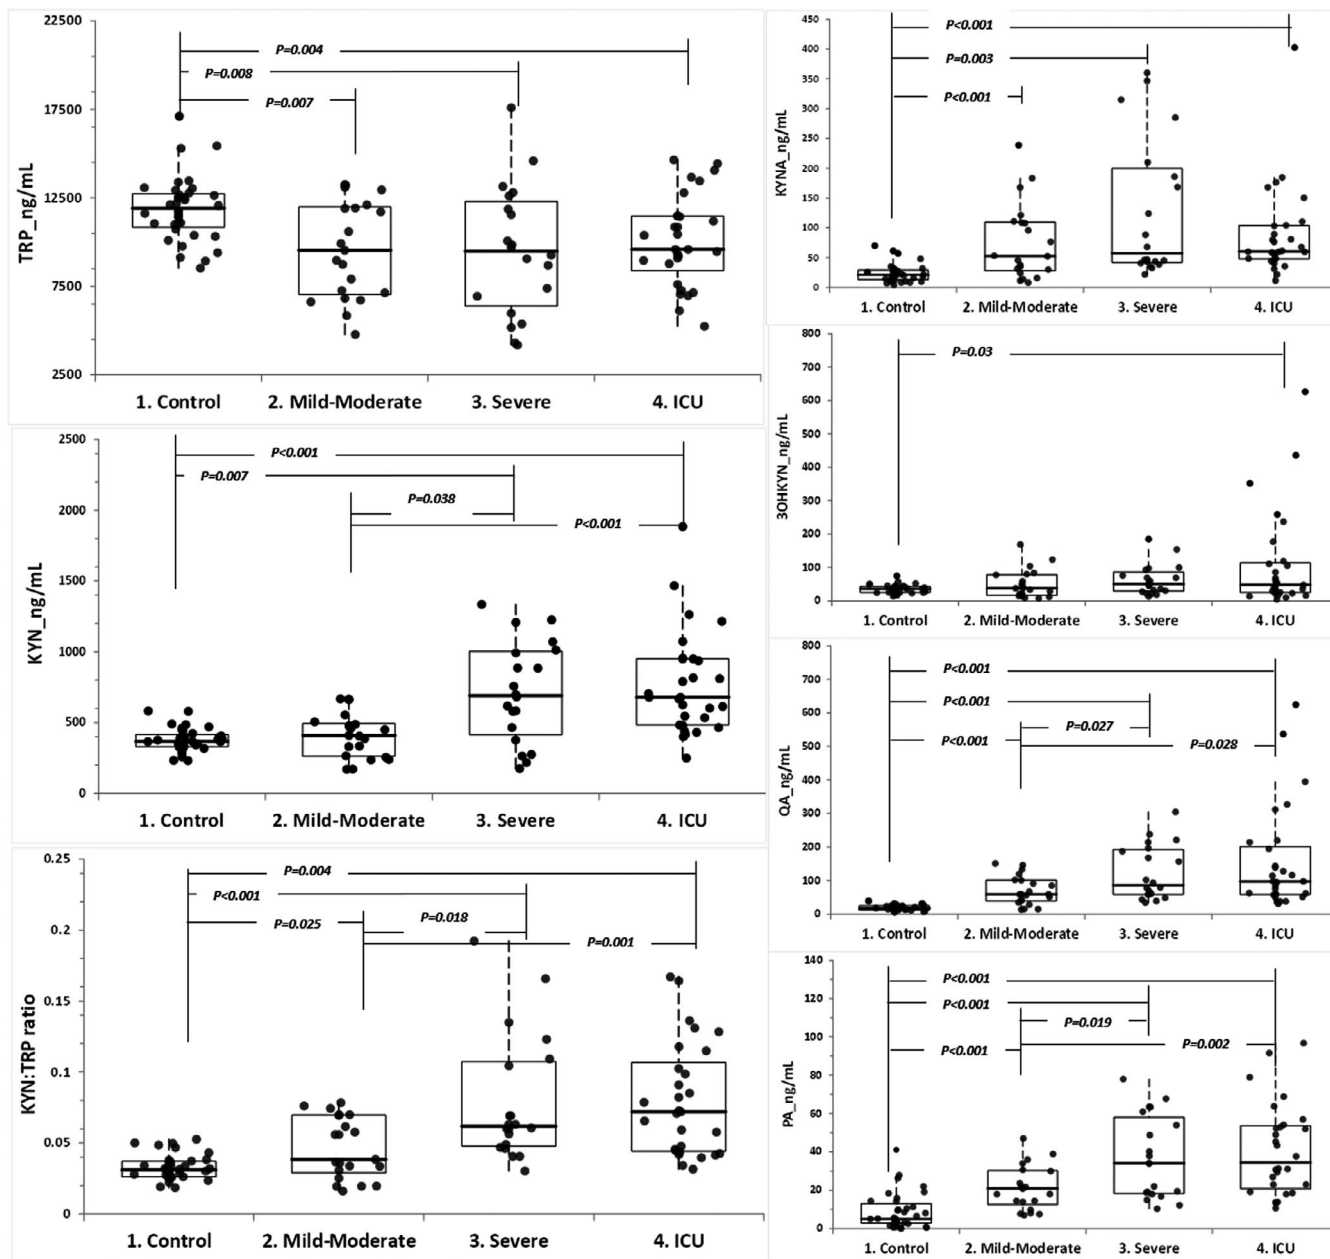 22500
17500
12500
7500
2500
TRP_ng/mL
P=0.004
P=0.008
P=0.007
1. Control 2. Mild-Moderate 3. Severe 4. ICU
2500
2000
1500
1000
500
0
KYN_ng/mL
P<0.001
P=0.007
P=0.038
P<0.001
1. Control 2. Mild-Moderate 3. Severe 4. ICU
0.25
0.2
0.15
0.1
0.05
0
KYN:TRP ratio
P=0.004
P<0.001
P=0.018
P=0.025
P=0.001
1. Control 2. Mild-Moderate 3. Severe 4. ICU
450
400
350
300
250
200
150
100
50
0
KYNA_ng/mL
P<0.001
P=0.003
P<0.001
1. Control 2. Mild-Moderate 3. Severe 4. ICU
800
700
600
500
400
300
200
100
0
3OHKYN_ng/mL
P=0.03
1. Control 2. Mild-Moderate 3. Severe 4. ICU
800
700
600
500
400
300
200
100
0
QA_ng/mL
P<0.001
P<0.001
P=0.027
P<0.001
P=0.028
1. Control 2. Mild-Moderate 3. Severe 4. ICU
140
120
100
80
60
40
20
0
PA_ng/mL
P<0.001
P<0.001
P=0.019
P<0.001
P=0.002
1. Control 2. Mild-Moderate 3. Severe 4. ICU